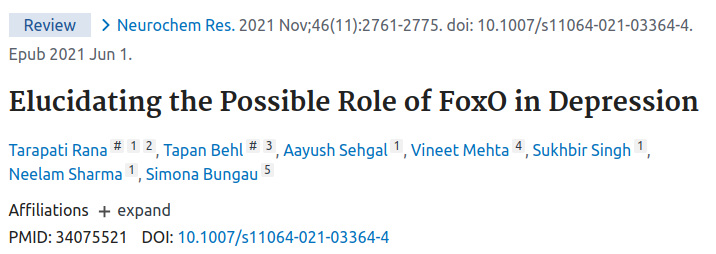 Review > Neurochem Res. 2021 Nov;46(11):2761-2775. doi: 10.1007/s11064-021-03364-4.
Epub 2021 Jun 1.
Elucidating the Possible Role of FoxO in Depression
Tarapati Rana # 1 2, Tapan Behl # 3, Aayush Sehgal 1, Vineet Mehta 4, Sukhbir Singh 1,
Neelam Sharma 1, Simona Bungau 5
Affiliations + expand
PMID: 34075521 DOI: 10.1007/s11064-021-03364-4